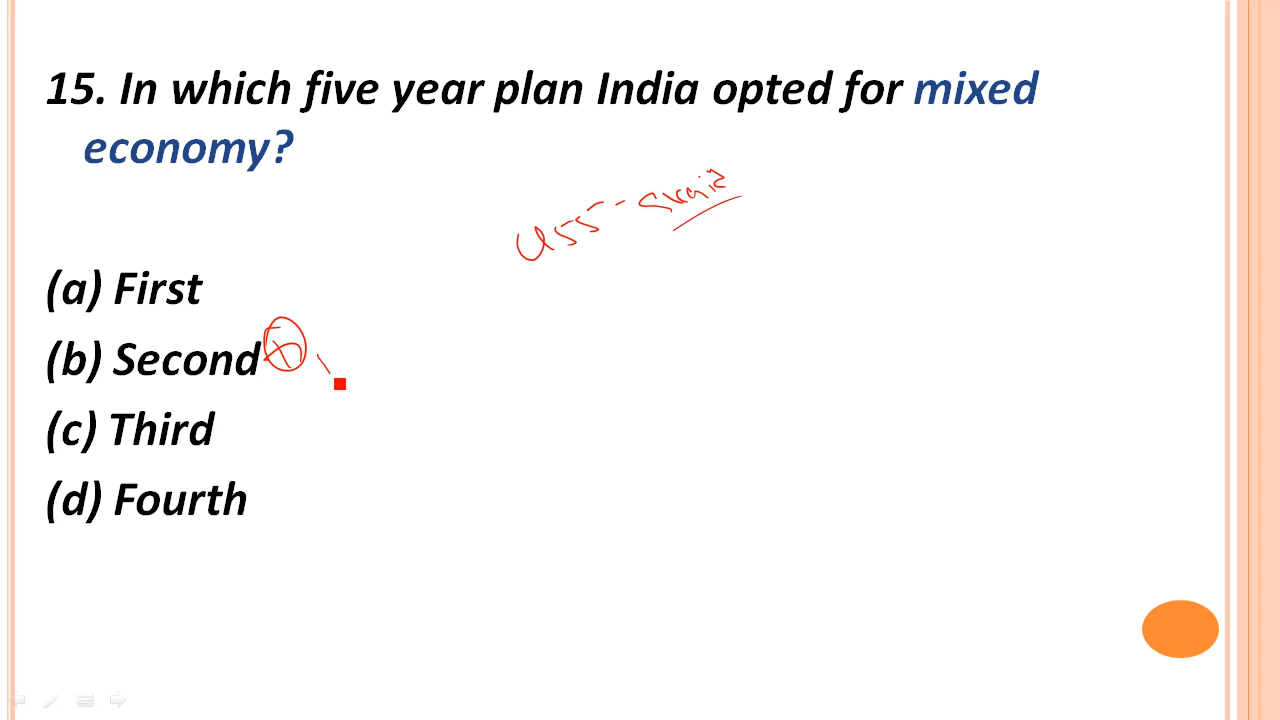 15. In which five year plan India opted for mixed
economy?
(a) First
(b) Second
(c) Third
(d) Fourth